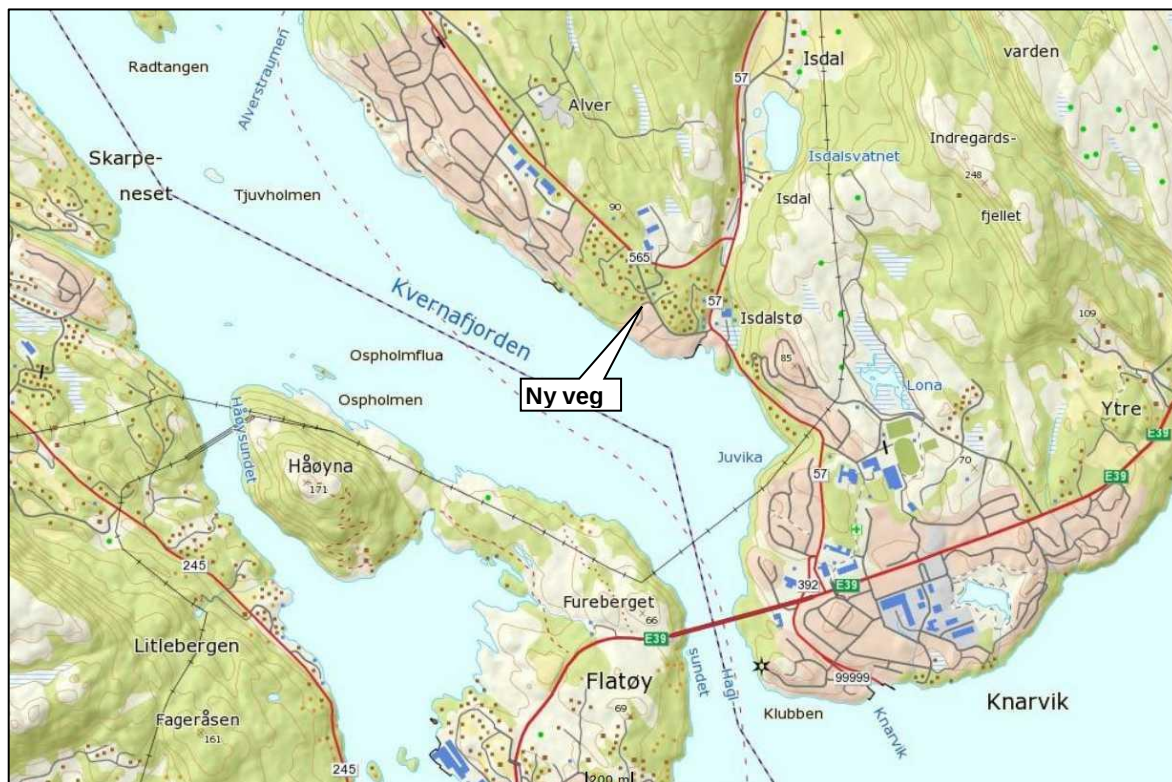 Radtangen
Alverstraumen
57
Isdal
varden
Alver
Indregards-
248
fjellet
Isdalsvatnet
Isdal
Skarpe-
neset
Tjuvholmen
90
565
57
Isdalstø
109
85
Kvernafjorden
Ospholmflua
Ospholmen
Ny veg
Lona
Ytre
E39
E39
Håøysundet
Håøyna
171
Juvika
57
70
245
392
E39
Fureberget
66
E39
Litlebergen
Flatøy
sundet
Hagl
99999
Klubben
Knarvik
Knarvik
Fageråsen
161
69
245
209 m